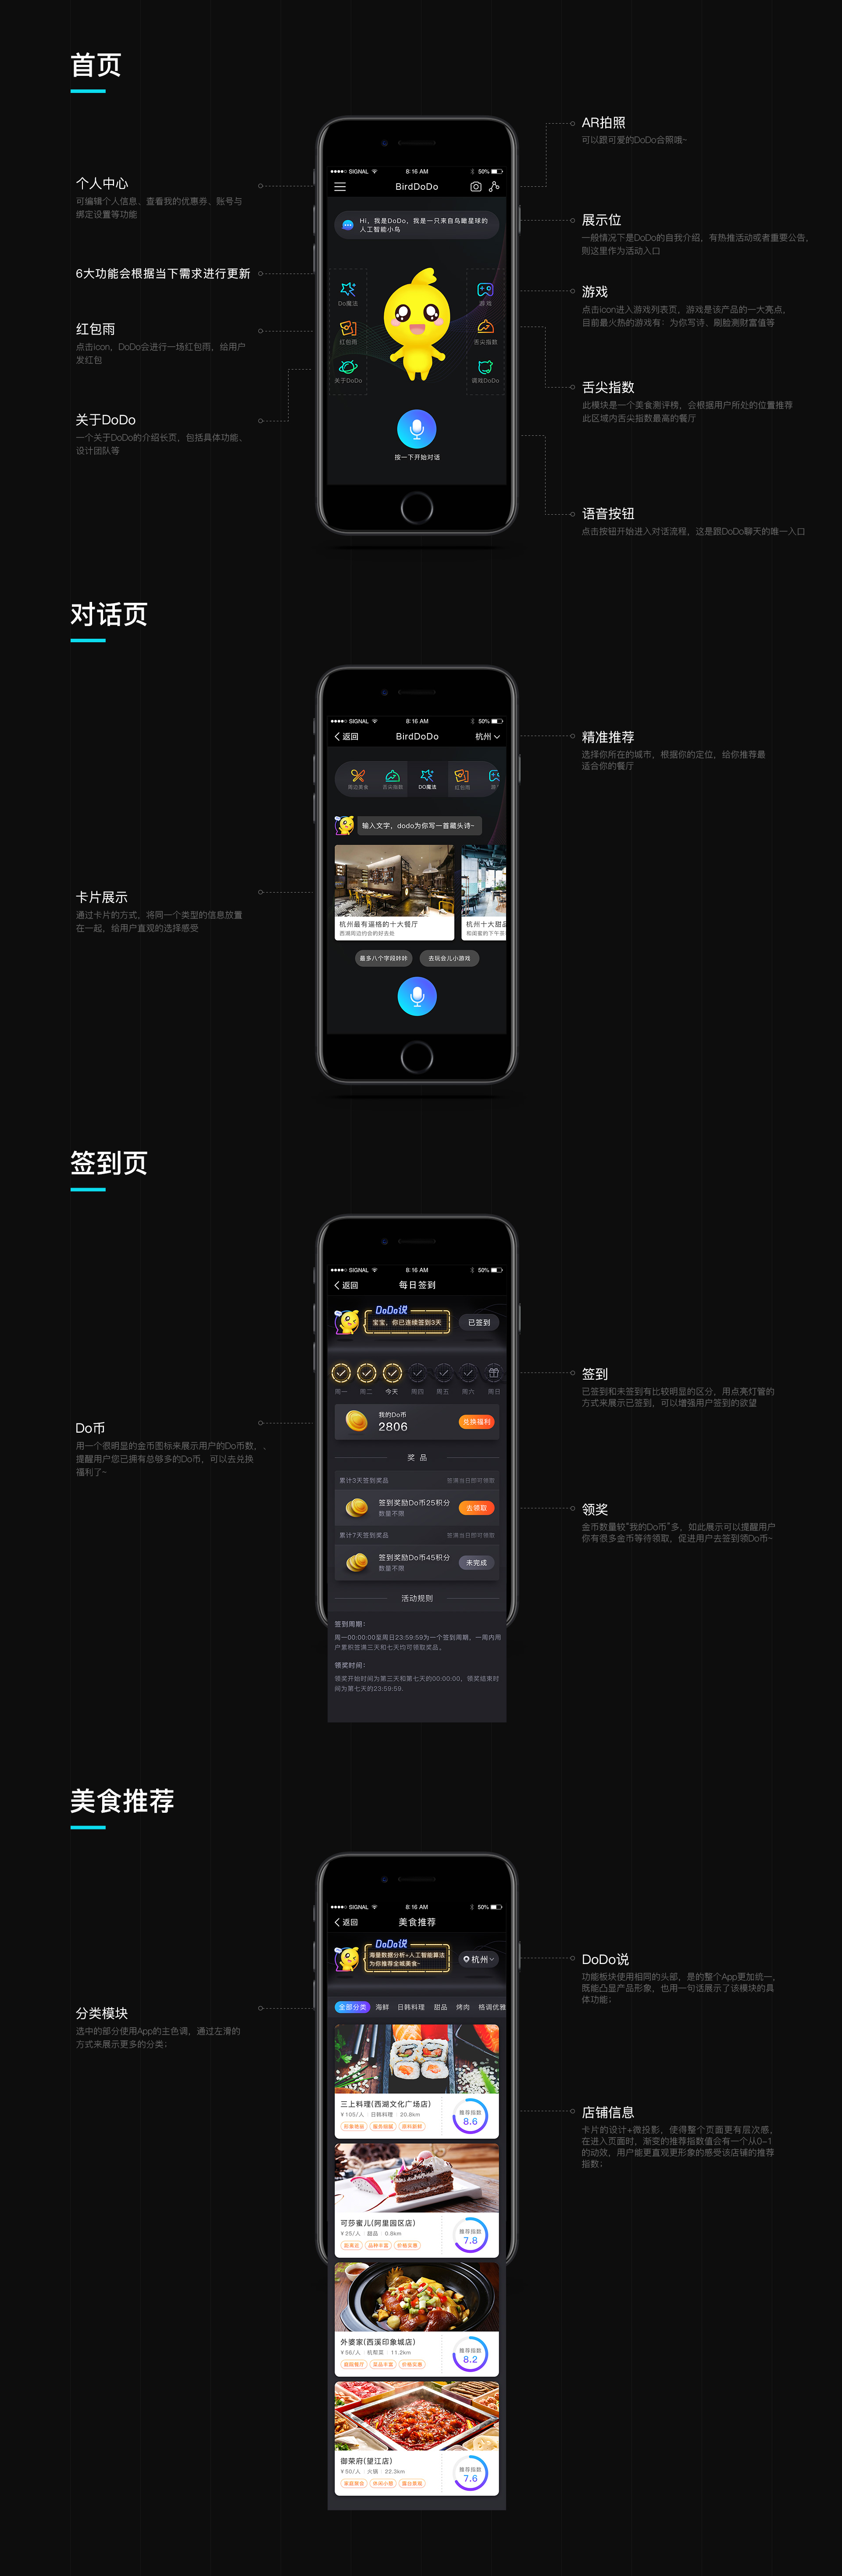 首页
AR拍照
可以跟可爱的DoDo合照哦~
个人中心
可编辑个人信息、查看我的优惠券、账号与
绑定设置等功能
6大功能会根据当下需求进行更新
红包雨
点击icon，DoDo会进行一场红包雨，给用户
发红包
关于DoDo
一个关于DoDo的介绍长页，包括具体功能、
设计团队等
SIGNAL 8:16 AM 50%
BirdDoDo
Hi，我是DoDo，我是一只来自鸟瞰星球的
人工智能小鸟
Do魔法
游戏
红包雨
舌尖指数
关于DoDo
调戏DoDo
按一下开始对话
展示位
一般情况下是DoDo的自我介绍，有热推活动或者重要公告，
则这里作为活动入口
游戏
点击icon进入游戏列表页，游戏是该产品的一大亮点，
目前最火热的游戏有：为你写诗、刷脸测财富值等
舌尖指数
此模块是一个美食测评榜，会根据用户所处的位置推荐
此区域内舌尖指数最高的餐厅
语音按钮
点击按钮开始进入对话流程，这是跟DoDo聊天的唯一入口
对话页
SIGNAL 8:16 AM 50%
返回 BirdDoDo 杭州
周边美食 舌尖指数 DO魔法 红包雨 游
输入文字，dodo为你写一首藏头诗~
杭州最有逼格的十大餐厅
西湖周边约会的好去处
杭州十大甜品
和闺蜜的下午茶
最多八个字段咔咔
去玩会儿小游戏
精准推荐
选择你所在的城市，根据你的定位，给你推荐最
适合你的餐厅
卡片展示
通过卡片的方式，将同一个类型的信息放置
在一起，给用户直观的选择感受
签到页
SIGNAL 8:16 AM 50%
返回 每日签到
DoDo说
宝宝，你已连续签到3天
已签到
周一 周二 今天 周四 周五 周六 周日
我的Do币
2806
兑换福利
奖 品
累计3天签到奖品 签满当日即可领取
签到奖励Do币25积分
数量不限
去领取
累计7天签到奖品 签满当日即可领取
签到奖励Do币45积分
数量不限
未完成
活动规则
签到周期：
周一00:00:00至周日23:59:59为一个签到周期，一周内用
户累积签满三天和七天均可领取奖品。
领奖时间：
领奖开始时间为第三天和第七天的00:00:00，领奖结束时
间为第七天的23:59:59.
签到
已签到和未签到有比较明显的区分，用点亮灯管的
方式来展示已签到，可以增强用户签到的欲望
Do币
用一个很明显的金币图标来展示用户的Do币数，、
提醒用户您已拥有总够多的Do币，可以去兑换
福利了~
领奖
金币数量较“我的Do币”多，如此展示可以提醒用户
你有很多金币等待领取，促进用户去签到领Do币~
美食推荐
SIGNAL 8:16 AM 50%
返回 美食推荐
DoDo说
海量数据分析+人工智能算法
为你推荐全城美食~
杭州
全部分类 海鲜 日韩料理 甜品 烤肉 格调优雅
三上料理(西湖文化广场店)
¥105/人 日韩料理 20.8km
推荐指数
8.6
可莎蜜儿(阿里园区店)
¥25/人 甜品 0.8km
距离近 品种丰富 价格实惠
推荐指数
7.8
外婆家(西溪印象城店)
¥56/人 杭帮菜 11.2km
菜品丰富 价格实惠
推荐指数
8.2
御荣府(望江店)
¥50/人 火锅 22.3km
推荐指数
7.6
DoDo说
功能板块使用相同的头部，是的整个App更加统一，
既能凸显产品形象，也用一句话展示了该模块的具
体功能；
分类模块
选中的部分使用App的主色调，通过左滑的
方式来展示更多的分类；
店铺信息
卡片的设计+微投影，使得整个页面更有层次感，
在进入页面时，渐变的推荐指数值会有一个从0-1
的动效，用户能更直观更形象的感受该店铺的推荐
指数；